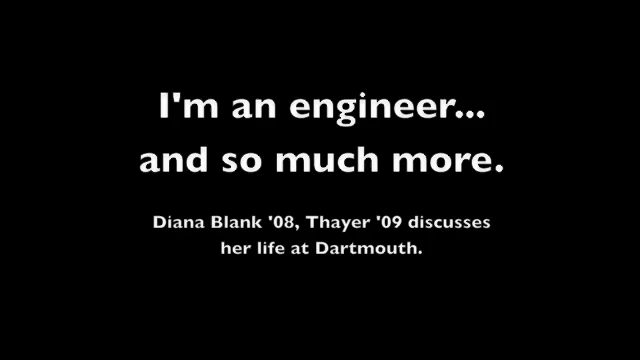 I'm an engineer...
and so much more.
Diana Blank '08, Thayer '09 discusses
her life at Dartmouth.